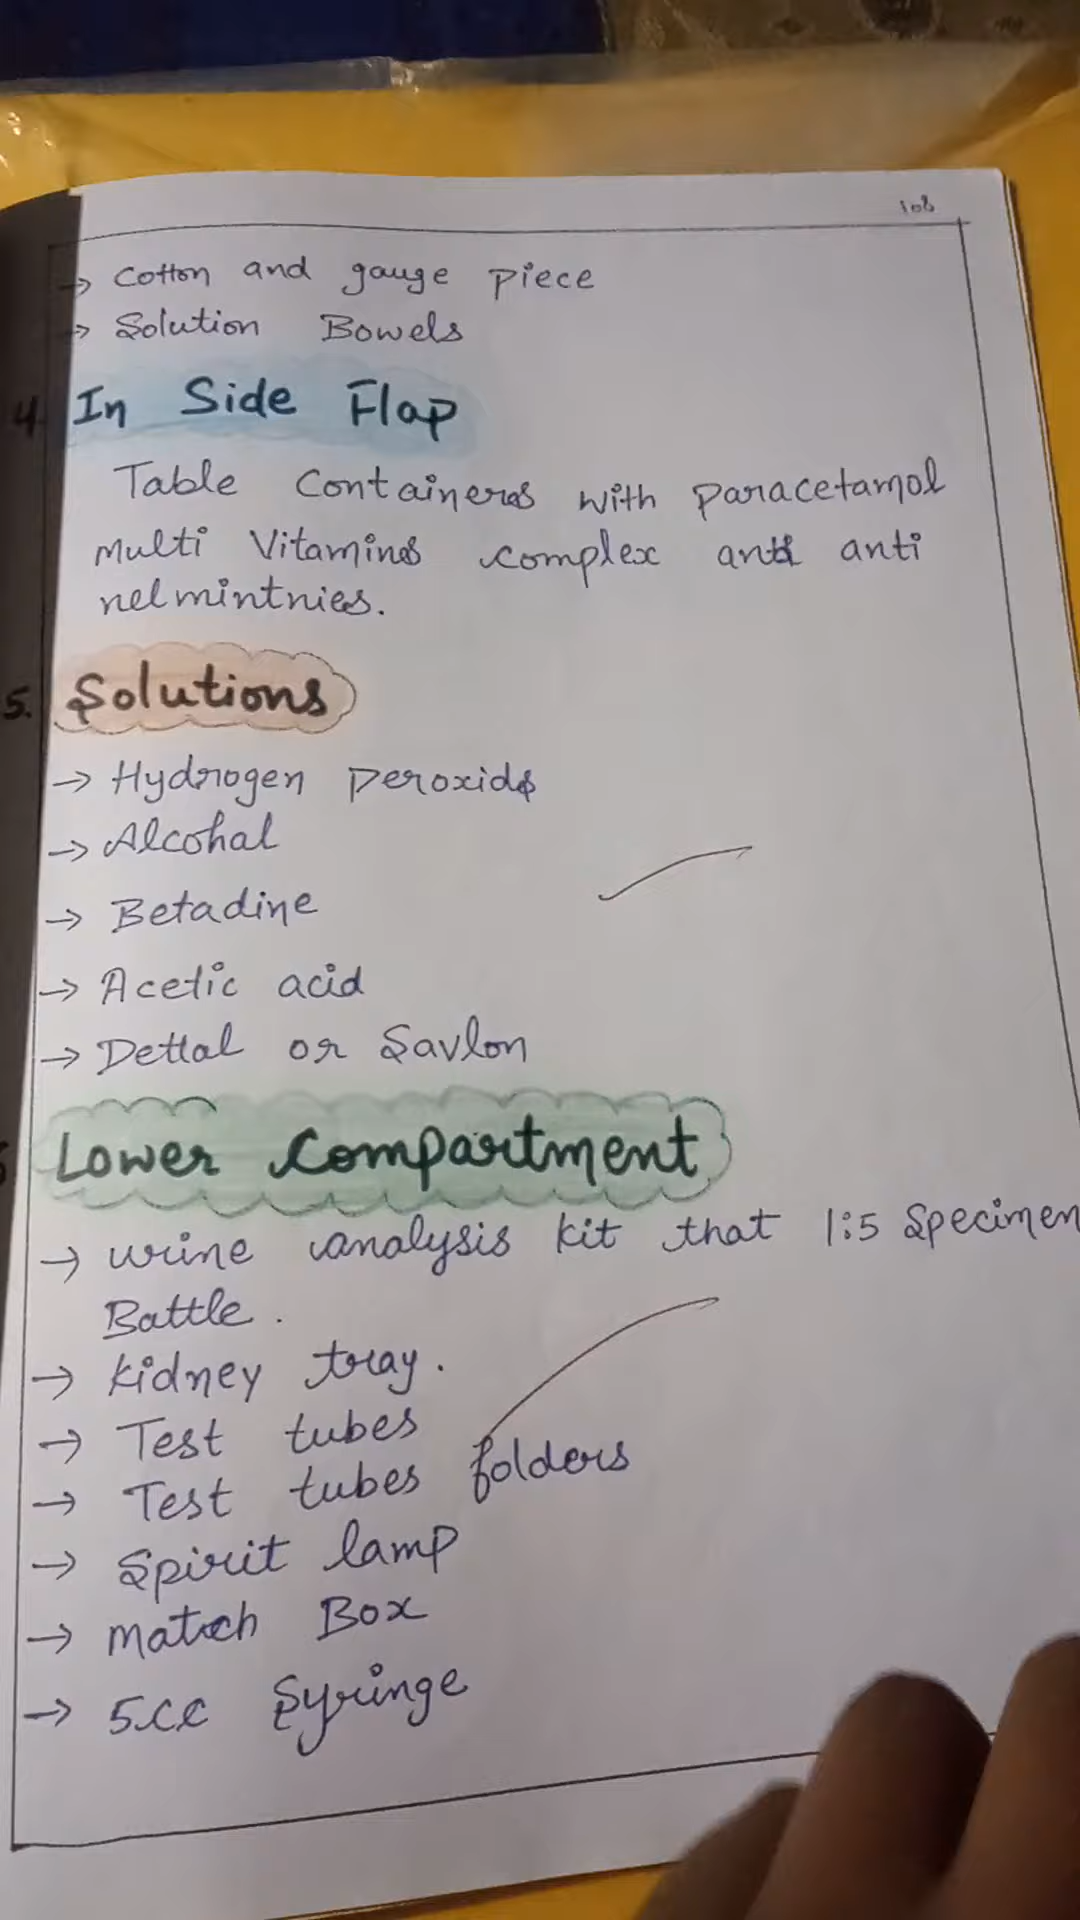 108
→ Cotton and gauge piece
→ Solution Bowels
4. In Side Flap
Table Containers with paracetamol
multi Vitamins complex and anti
nelmintnies.
5. Solutions
→ Hydrogen peroxids
→ Alcohal
→ Betadine
→ Acetic acid
→ Dettal or Savlon
Lower Compartment
→ urine analysis kit that 1:5 Specimen
Battle.
→ kidney tray.
→ Test tubes
→ Test tubes folders
→ Spirit lamp
→ match Box
→ 5cc Syringe